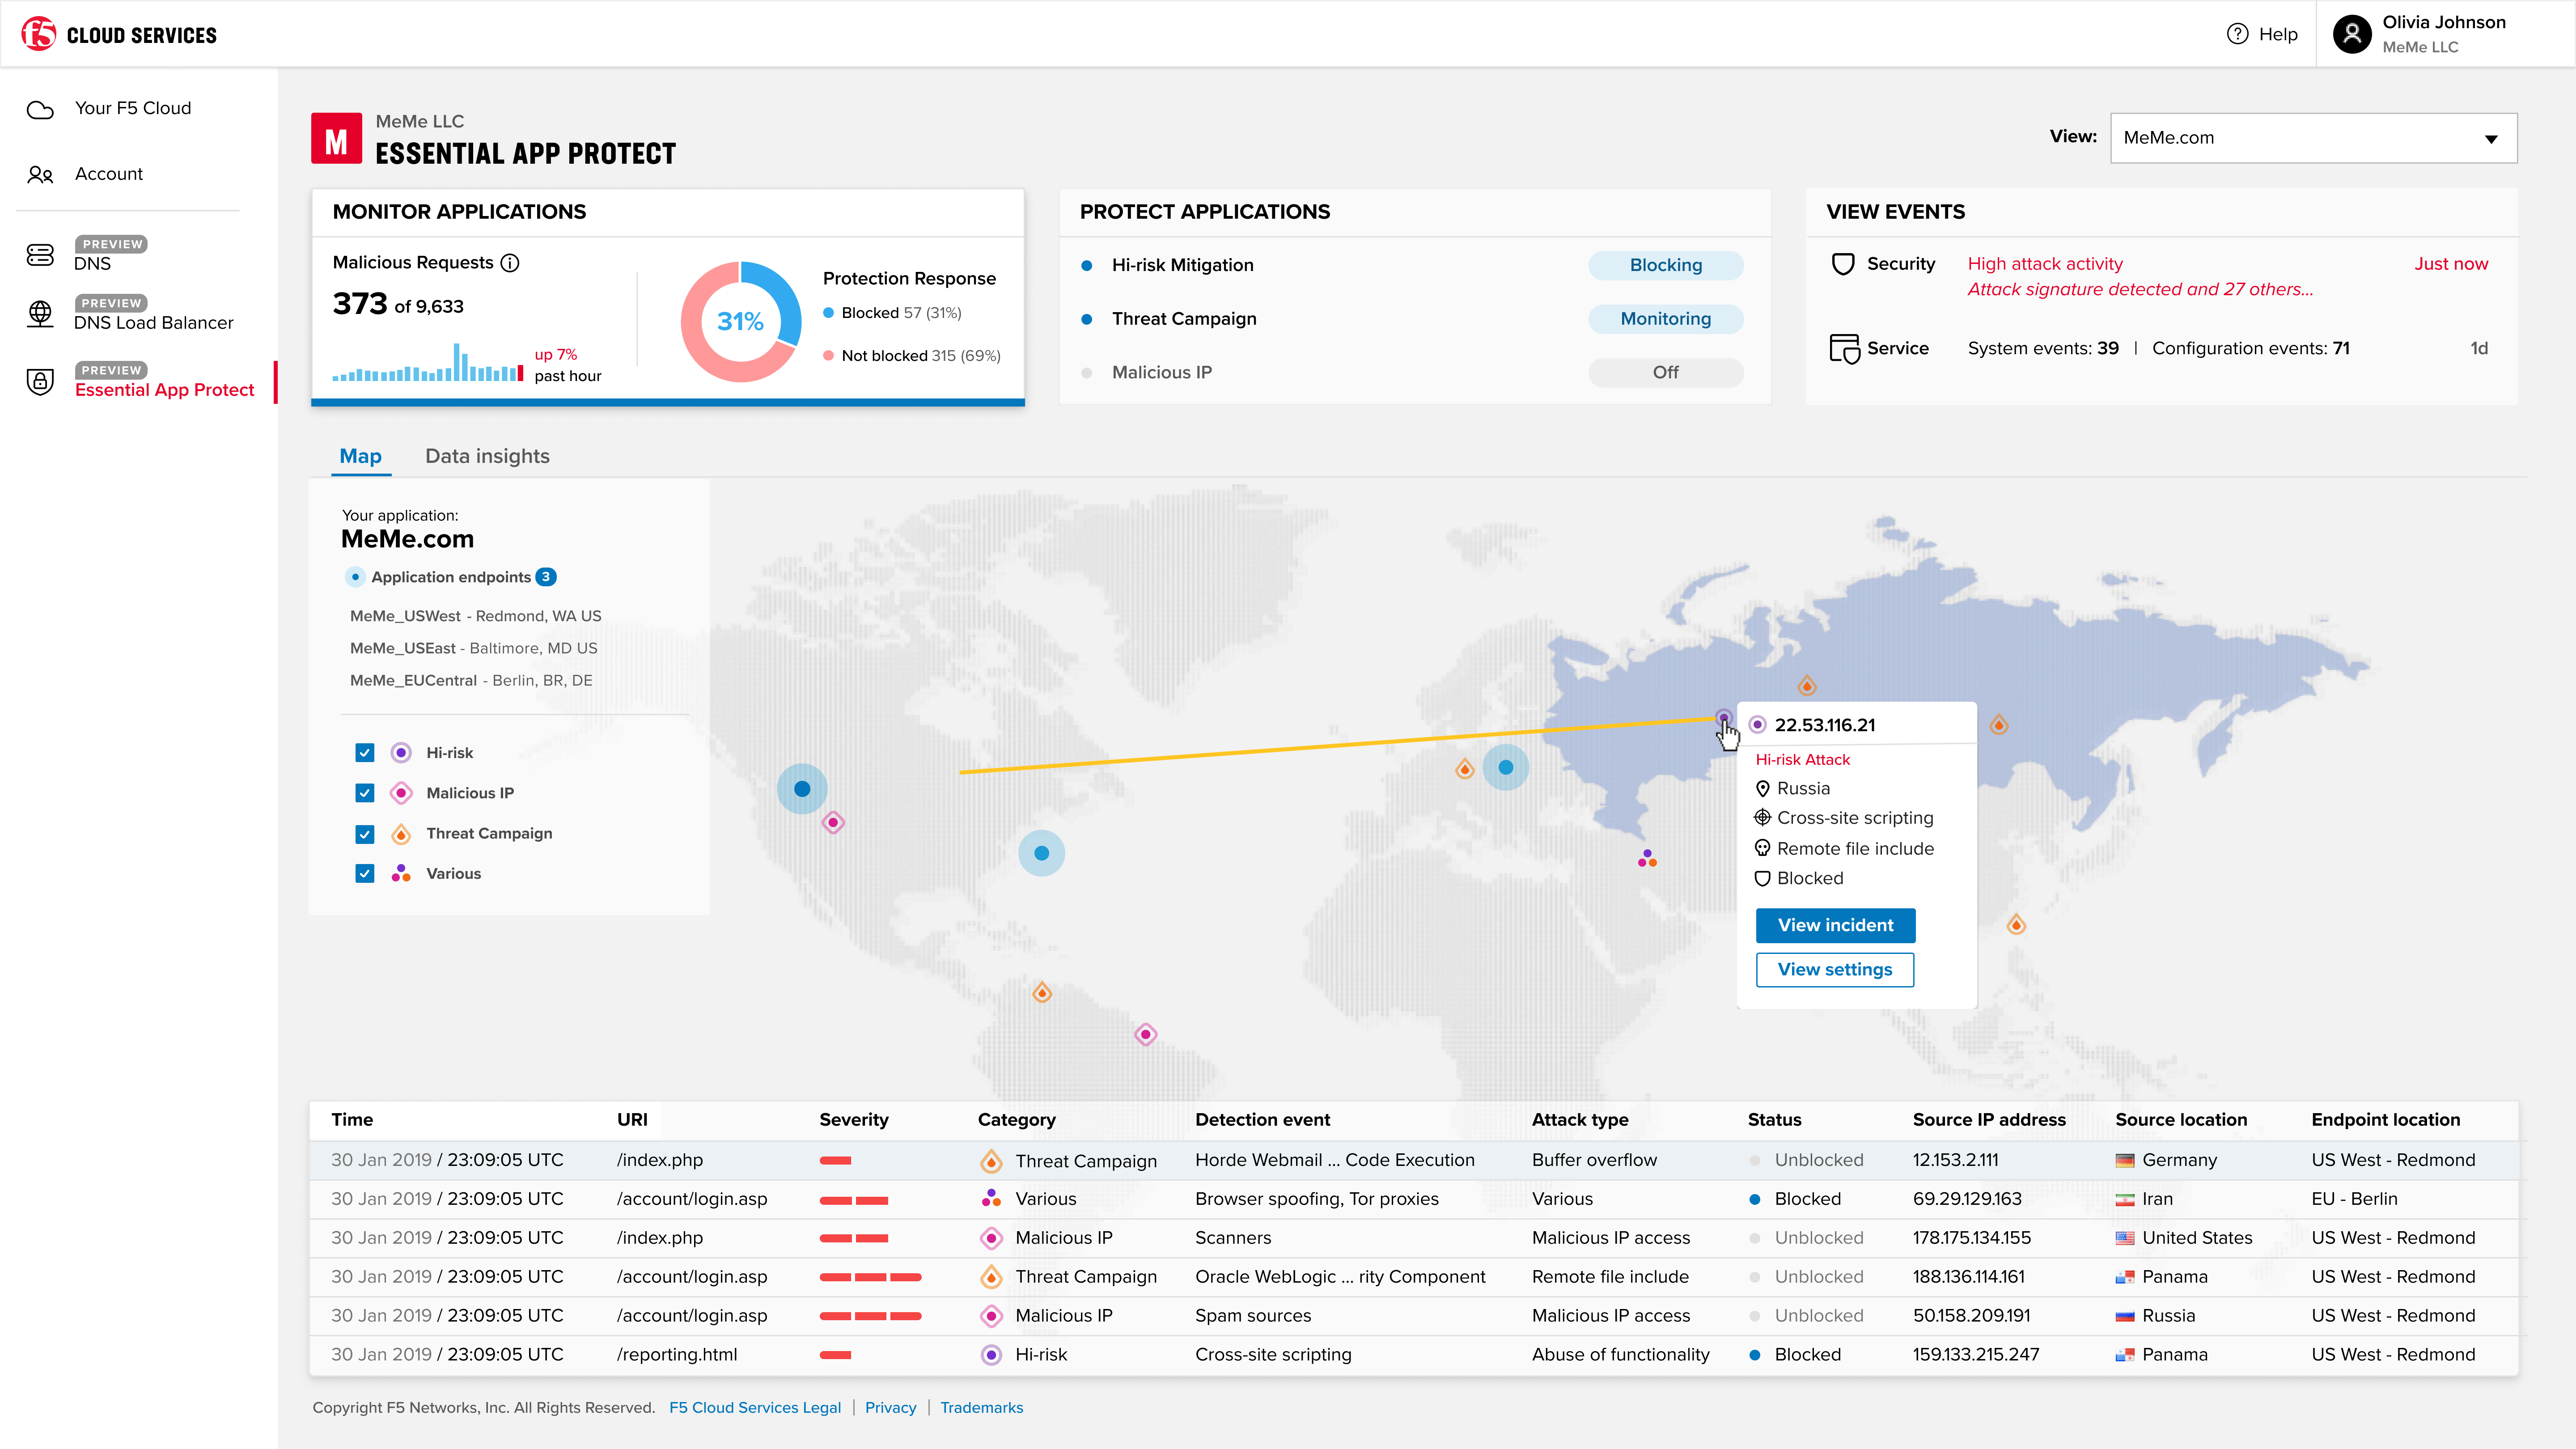 f5 CLOUD SERVICES
Help
Olivia Johnson
MeMe LLC
Your F5 Cloud
Account
PREVIEW
DNS
PREVIEW
DNS Load Balancer
PREVIEW
Essential App Protect
M
MeMe LLC
ESSENTIAL APP PROTECT
View: MeMe.com
MONITOR APPLICATIONS
Malicious Requests
373 of 9,633
up 7%
past hour
31%
Protection Response
Blocked 57 (31%)
Not blocked 315 (69%)
PROTECT APPLICATIONS
Hi-risk Mitigation Blocking
Threat Campaign Monitoring
Malicious IP Off
VIEW EVENTS
Security High attack activity Just now
Attack signature detected and 27 others...
Service System events: 39 | Configuration events: 71 1d
Map Data insights
Your application:
MeMe.com
Application endpoints 3
MeMe_USWest - Redmond, WA US
MeMe_USEast - Baltimore, MD US
MeMe_EUCentral - Berlin, BR, DE
Hi-risk
Malicious IP
Threat Campaign
Various
22.53.116.21
Hi-risk Attack
Russia
Cross-site scripting
Remote file include
Blocked
View incident
View settings
Time URI Severity Category Detection event Attack type Status Source IP address Source location Endpoint location
30 Jan 2019 / 23:09:05 UTC /index.php Threat Campaign Horde Webmail ... Code Execution Buffer overflow Unblocked 12.153.2.111 Germany US West - Redmond
30 Jan 2019 / 23:09:05 UTC /account/login.asp Various Browser spoofing, Tor proxies Various Blocked 69.29.129.163 Iran EU - Berlin
30 Jan 2019 / 23:09:05 UTC /index.php Malicious IP Scanners Malicious IP access Unblocked 178.175.134.155 United States US West - Redmond
30 Jan 2019 / 23:09:05 UTC /account/login.asp Threat Campaign Oracle WebLogic ... rity Component Remote file include Unblocked 188.136.114.161 Panama US West - Redmond
30 Jan 2019 / 23:09:05 UTC /account/login.asp Malicious IP Spam sources Malicious IP access Unblocked 50.158.209.191 Russia US West - Redmond
30 Jan 2019 / 23:09:05 UTC /reporting.html Hi-risk Cross-site scripting Abuse of functionality Blocked 159.133.215.247 Panama US West - Redmond
Copyright F5 Networks, Inc. All Rights Reserved. F5 Cloud Services Legal | Privacy | Trademarks